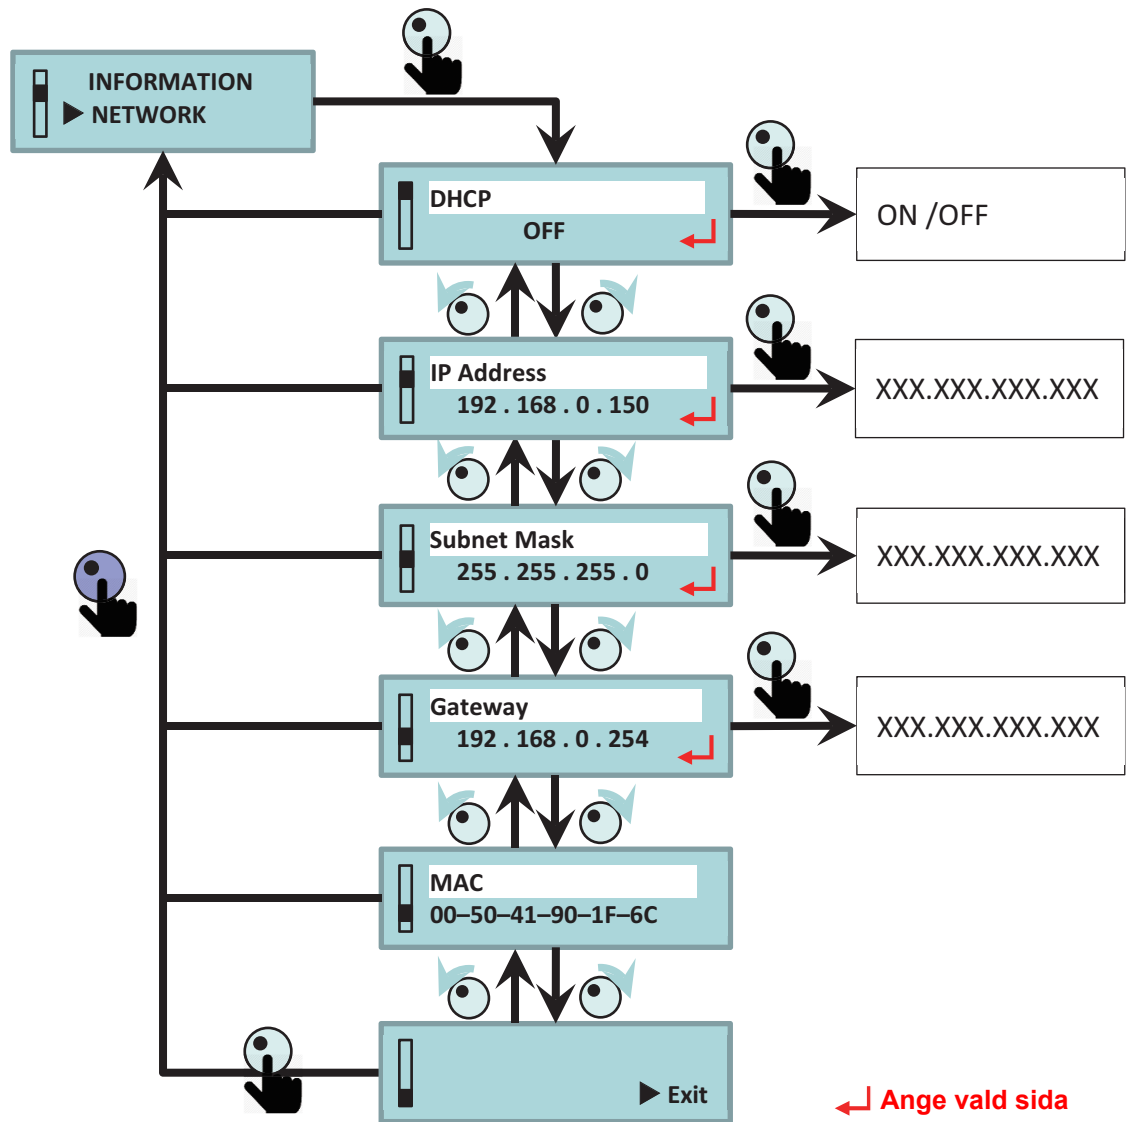 INFORMATION
▶ NETWORK
DHCP
OFF
ON /OFF
IP Address
192 . 168 . 0 . 150
XXX.XXX.XXX.XXX
Subnet Mask
255 . 255 . 255 . 0
XXX.XXX.XXX.XXX
Gateway
192 . 168 . 0 . 254
XXX.XXX.XXX.XXX
MAC
00–50–41–90–1F–6C
▶ Exit
Ange vald sida